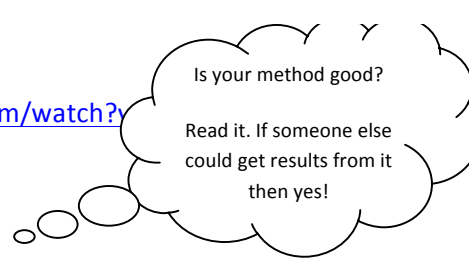 Is your method good?
m/watch?
Read it. If someone else
could get results from it
then yes!